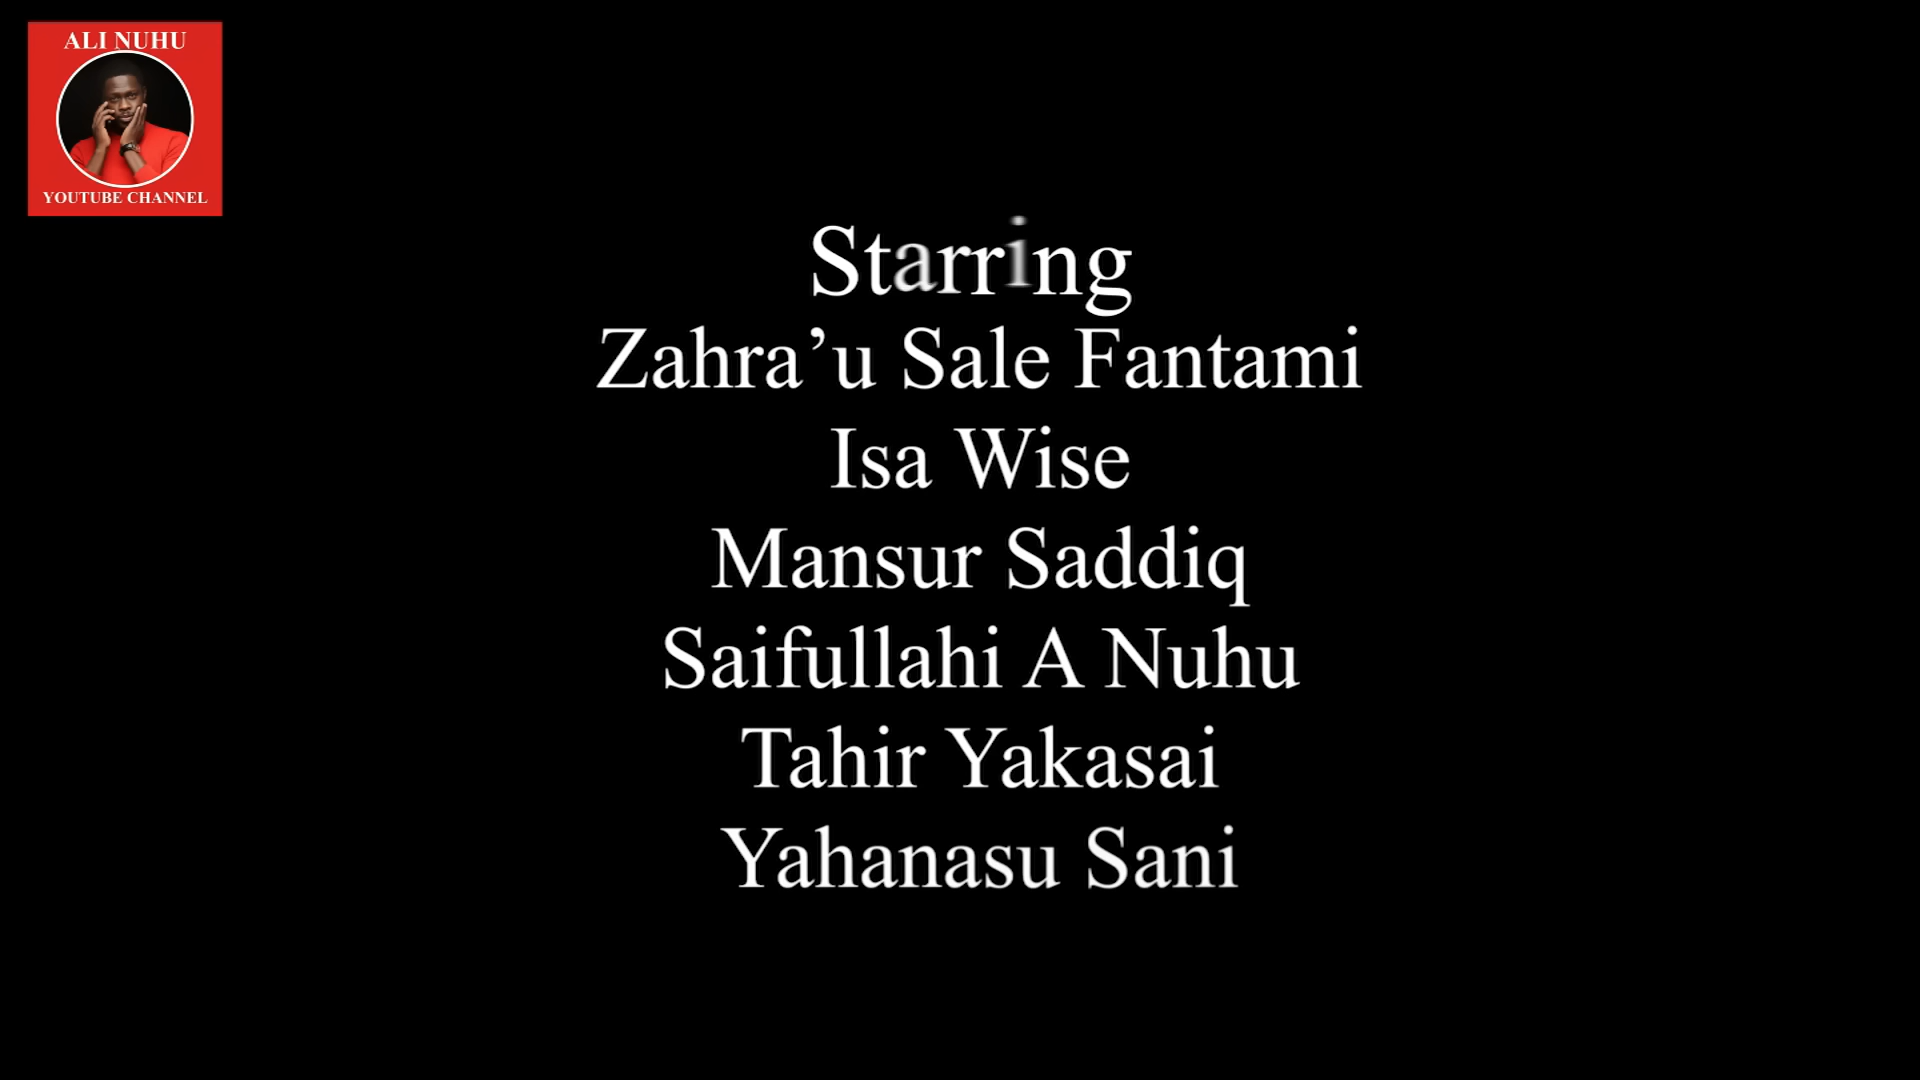 ALI NUHU
YOUTUBE CHANNEL
Starring
Zahra’u Sale Fantami
Isa Wise
Mansur Saddiq
Saifullahi A Nuhu
Tahir Yakasai
Yahanasu Sani